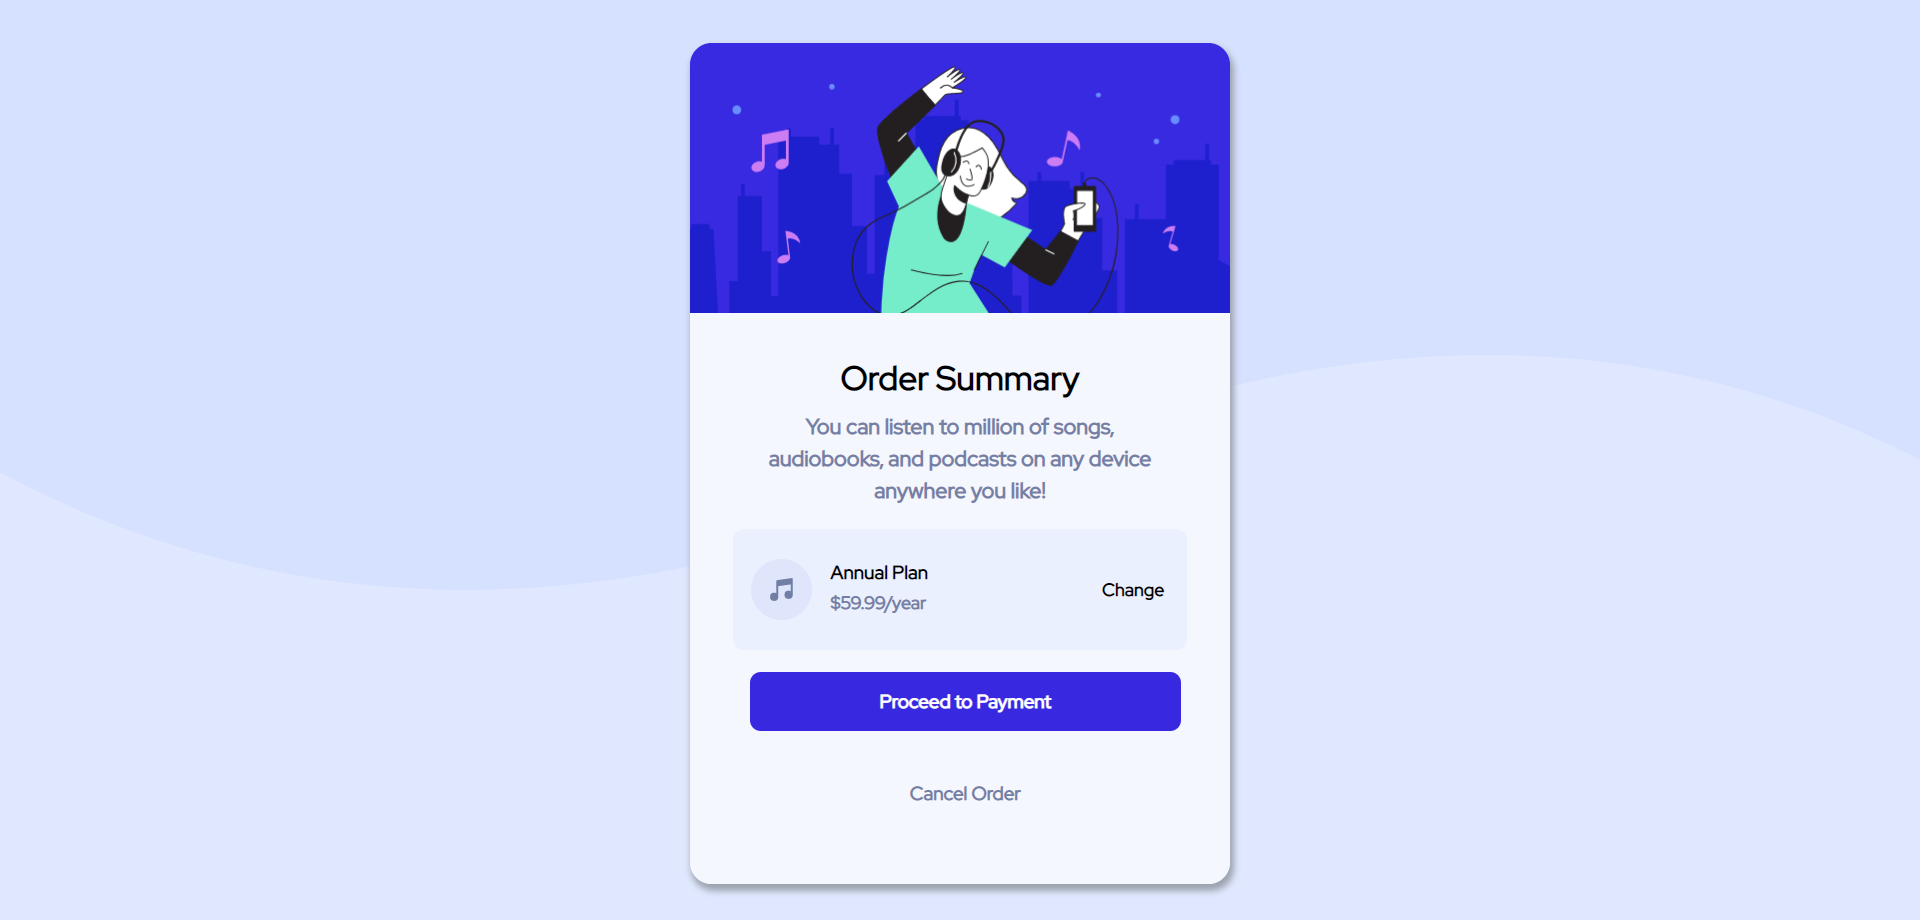 Order Summary
You can listen to million of songs,
audiobooks, and podcasts on any device
anywhere you like!
Annual Plan
$59.99/year
Change
Proceed to Payment
Cancel Order